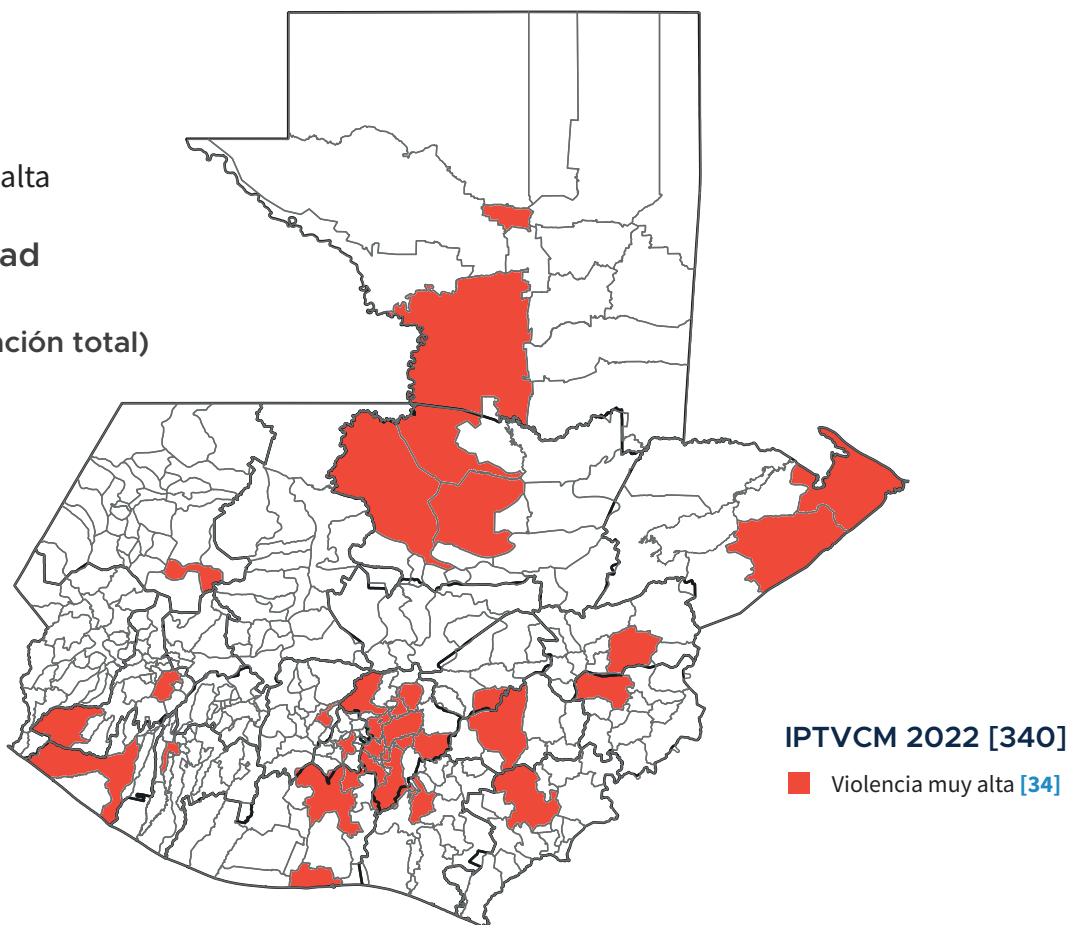 alta
ad
ación total)
IPTVCM 2022 [340]
Violencia muy alta [34]